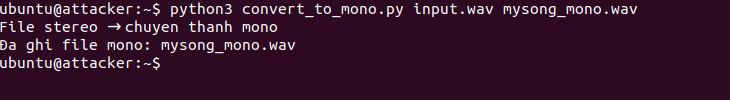 ubuntu@attacker:~$ python3 convert_to_mono.py input.wav mysong_mono.wav
File stereo →chuyen thanh mono
Đa ghi file mono: mysong_mono.wav
ubuntu@attacker:~$